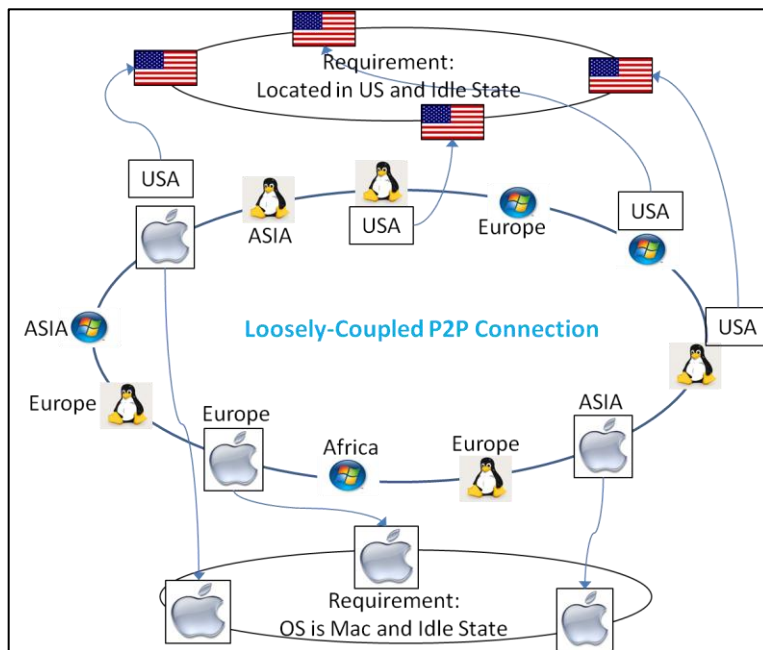 Requirement:
Located in US and Idle State
USA
ASIA
USA
Europe
USA
ASIA
Loosely-Coupled P2P Connection
USA
Europe
Europe
Africa
Europe
ASIA
Requirement:
OS is Mac and Idle State